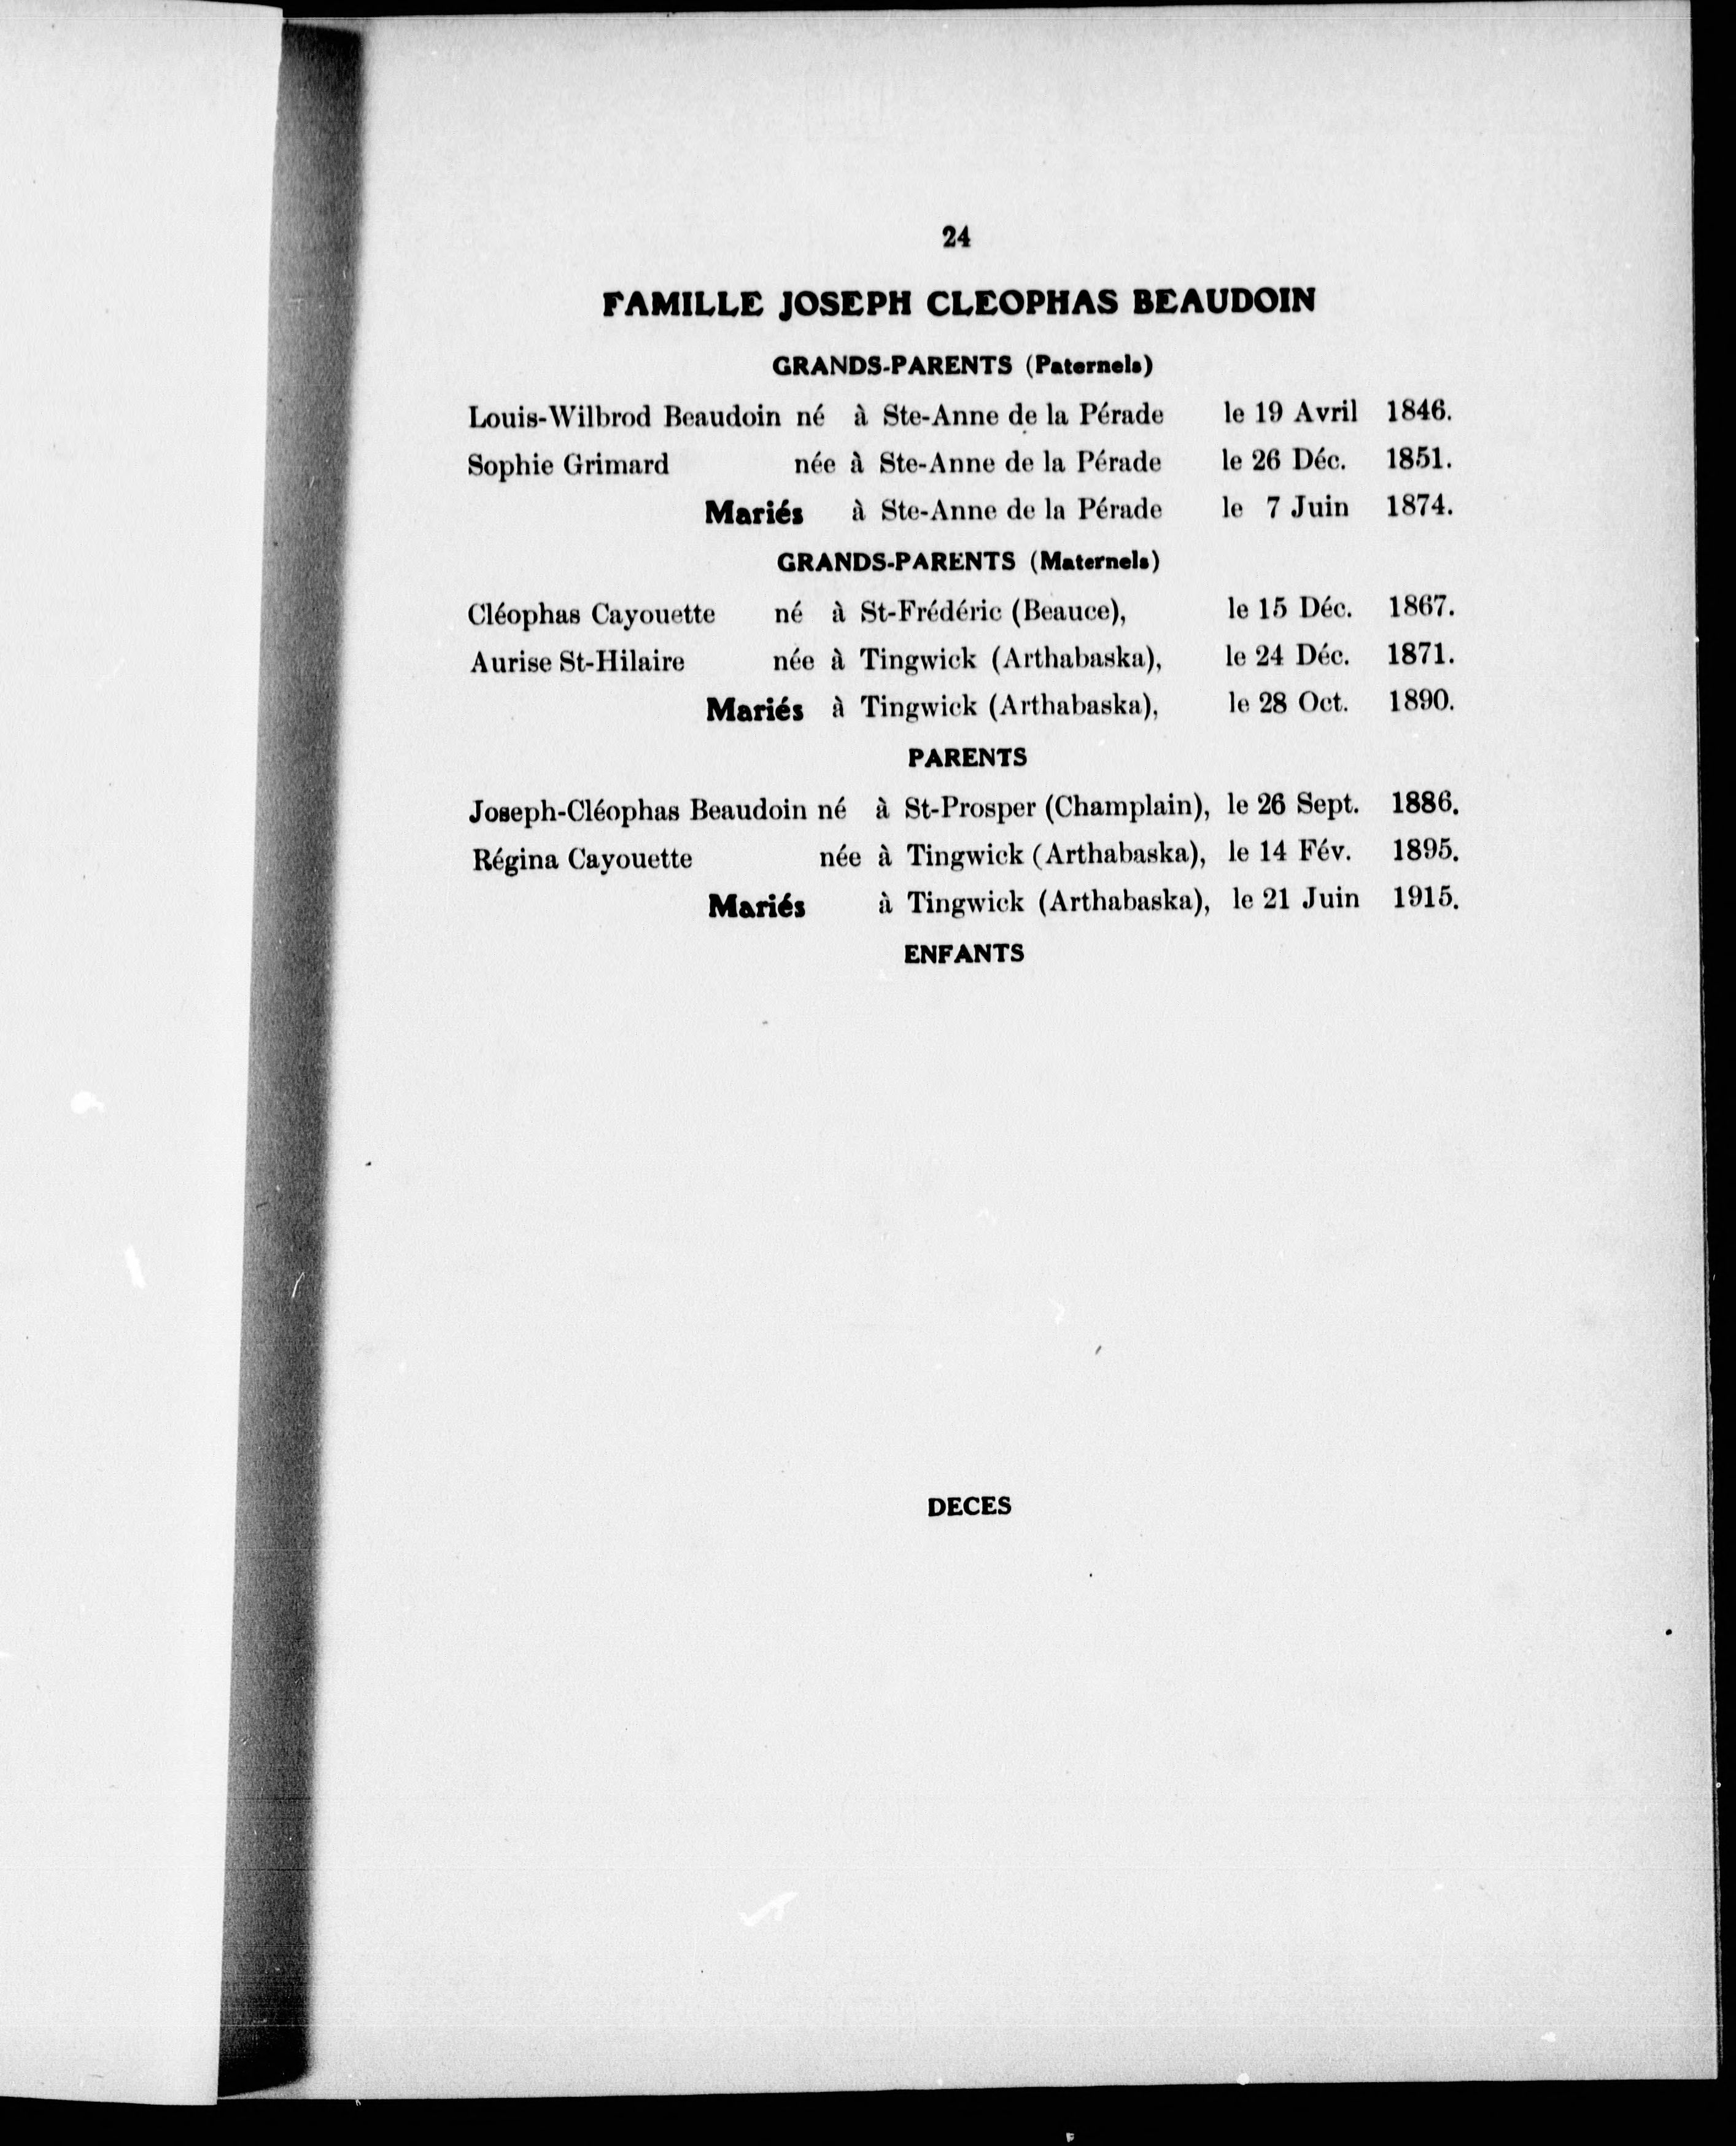 24
FAMILLE JOSEPH CLEOPHAS BEAUDOIN
GRANDS-PARENTS (Paternels)
Louis-Wilbrod Beaudoin né à Ste-Anne de la Pérade le 19 Avril 1846.
Sophie Grimard née à Ste-Anne de la Pérade le 26 Déc. 1851.
Mariés à Ste-Anne de la Pérade le 7 Juin 1874.
GRANDS-PARENTS (Maternels)
Cléophas Cayouette né à St-Frédéric (Beauce), le 15 Déc. 1867.
Aurise St-Hilaire née à Tingwick (Arthabaska), le 24 Déc. 1871.
Mariés à Tingwick (Arthabaska), le 28 Oct. 1890.
PARENTS
Joseph-Cléophas Beaudoin né à St-Prosper (Champlain), le 26 Sept. 1886.
Régina Cayouette née à Tingwick (Arthabaska), le 14 Fév. 1895.
Mariés à Tingwick (Arthabaska), le 21 Juin 1915.
ENFANTS
DECES